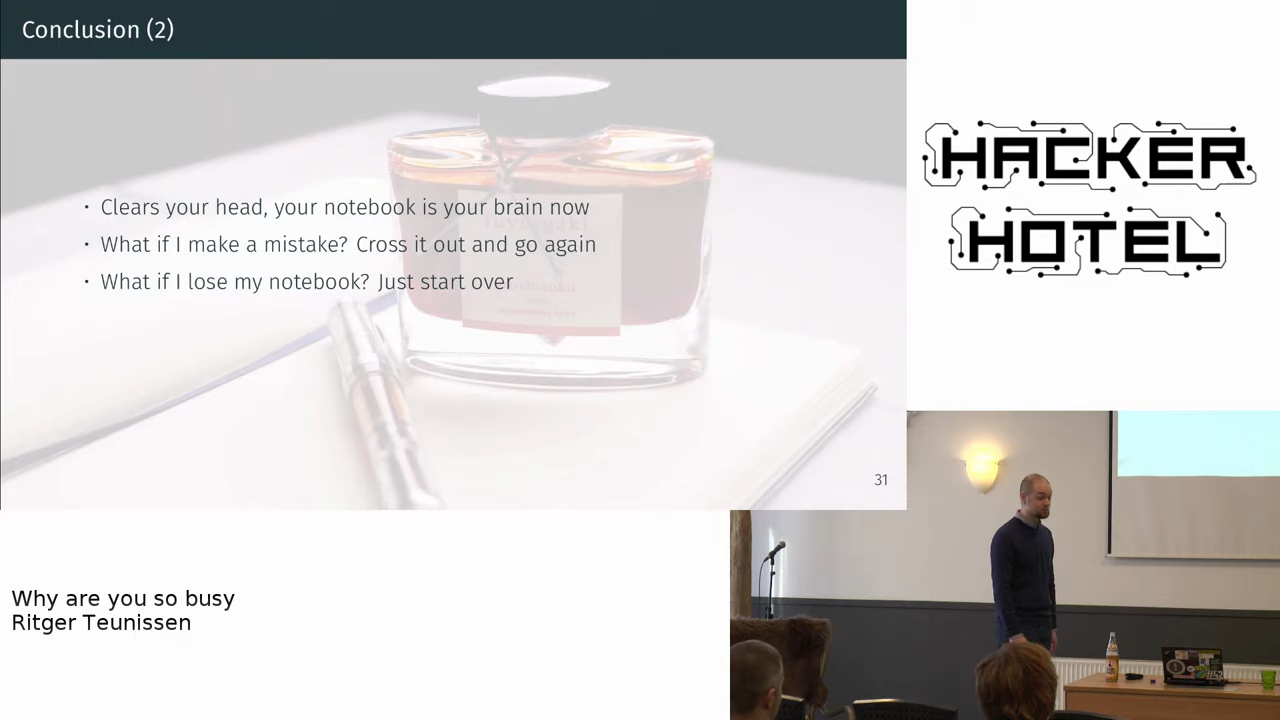 Conclusion (2)
• Clears your head, your notebook is your brain now
• What if I make a mistake? Cross it out and go again
• What if I lose my notebook? Just start over
31
HACKER
HOTEL
Why are you so busy
Ritger Teunissen